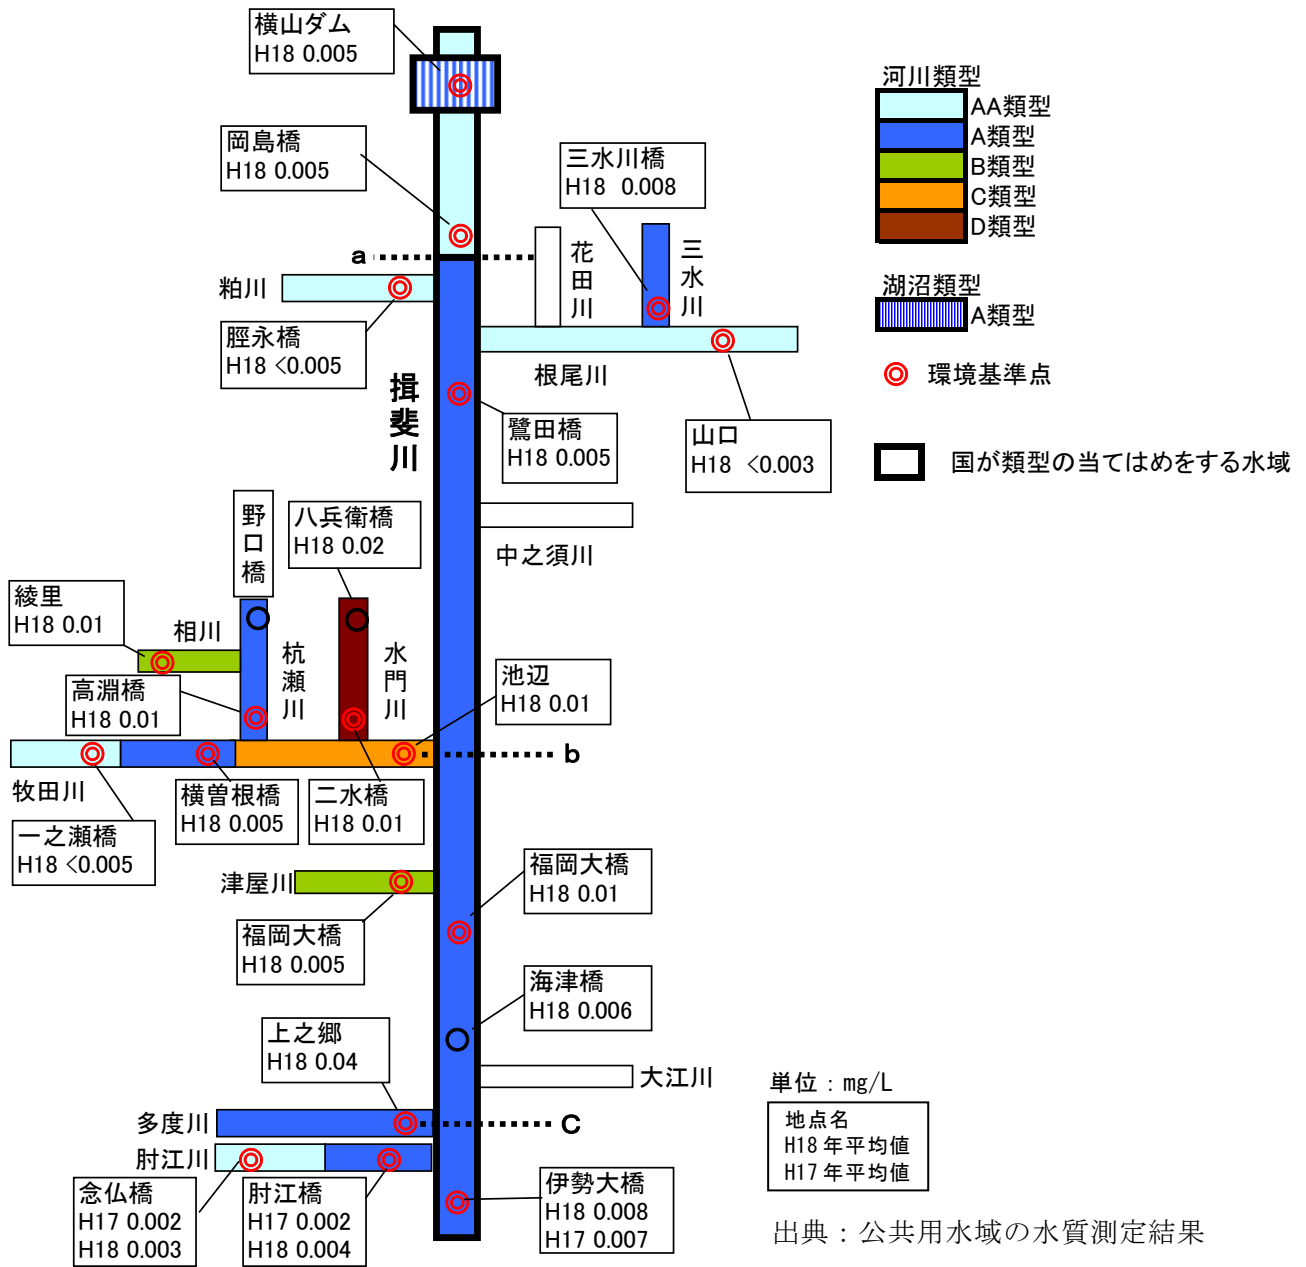 横山ダム
H18 0.005
岡島橋
H18 0.005
三水川橋
H18 0.008
河川類型
AA類型
A類型
B類型
C類型
D類型
湖沼類型
A類型
環境基準点
国が類型の当てはめをする水域
a
花田川
三水川
粕川
脛永橋
H18 <0.005
根尾川
揖斐川
鷺田橋
H18 0.005
山口
H18 <0.003
中之須川
野口橋
八兵衛橋
H18 0.02
綾里
H18 0.01
相川
杭瀬川
水門川
高淵橋
H18 0.01
池辺
H18 0.01
b
牧田川
横曽根橋
H18 0.005
二水橋
H18 0.01
一之瀬橋
H18 <0.005
津屋川
福岡大橋
H18 0.01
福岡大橋
H18 0.005
海津橋
H18 0.006
上之郷
H18 0.04
大江川
多度川
C
肘江川
念仏橋
H17 0.002
H18 0.003
肘江橋
H17 0.002
H18 0.004
伊勢大橋
H18 0.008
H17 0.007
単位：mg/L
地点名
H18年平均値
H17年平均値
出典：公共用水域の水質測定結果